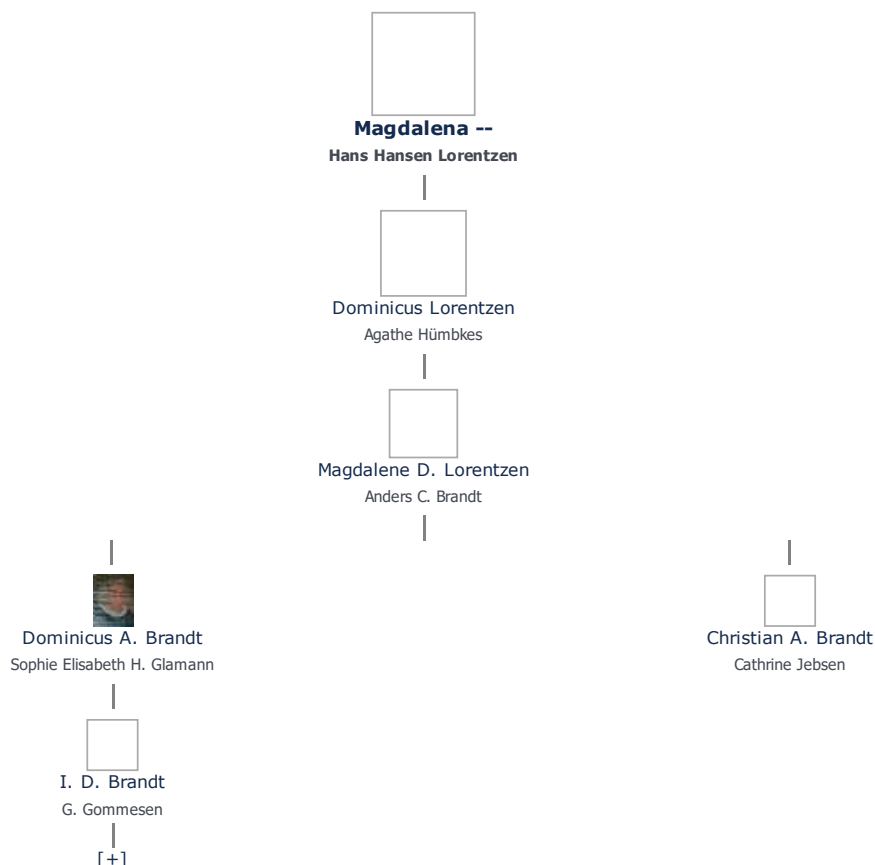 Magdalena --
Hans Hansen Lorentzen
Dominicus Lorentzen
Agathe Hümbkes
Magdalene D. Lorentzen
Anders C. Brandt
Dominicus A. Brandt
Sophie Elisabeth H. Glamann
Christian A. Brandt
Cathrine Jebsen
I. D. Brandt
G. Gommesen
[+]